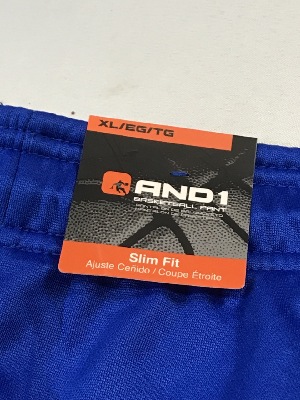 XL/EG/TG
AND1
BASKETBALL PANT
Slim Fit
Ajuste Ceñido / Coupe Étroite